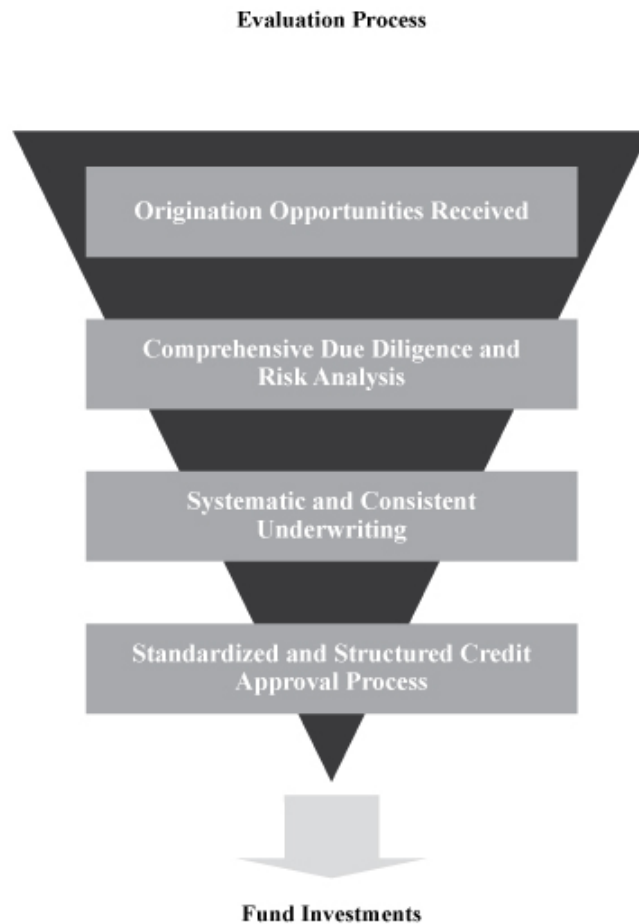 Evaluation Process
Origination Opportunities Received
Comprehensive Due Diligence and
Risk Analysis
Systematic and Consistent
Underwriting
Standardized and Structured Credit
Approval Process
Fund Investments